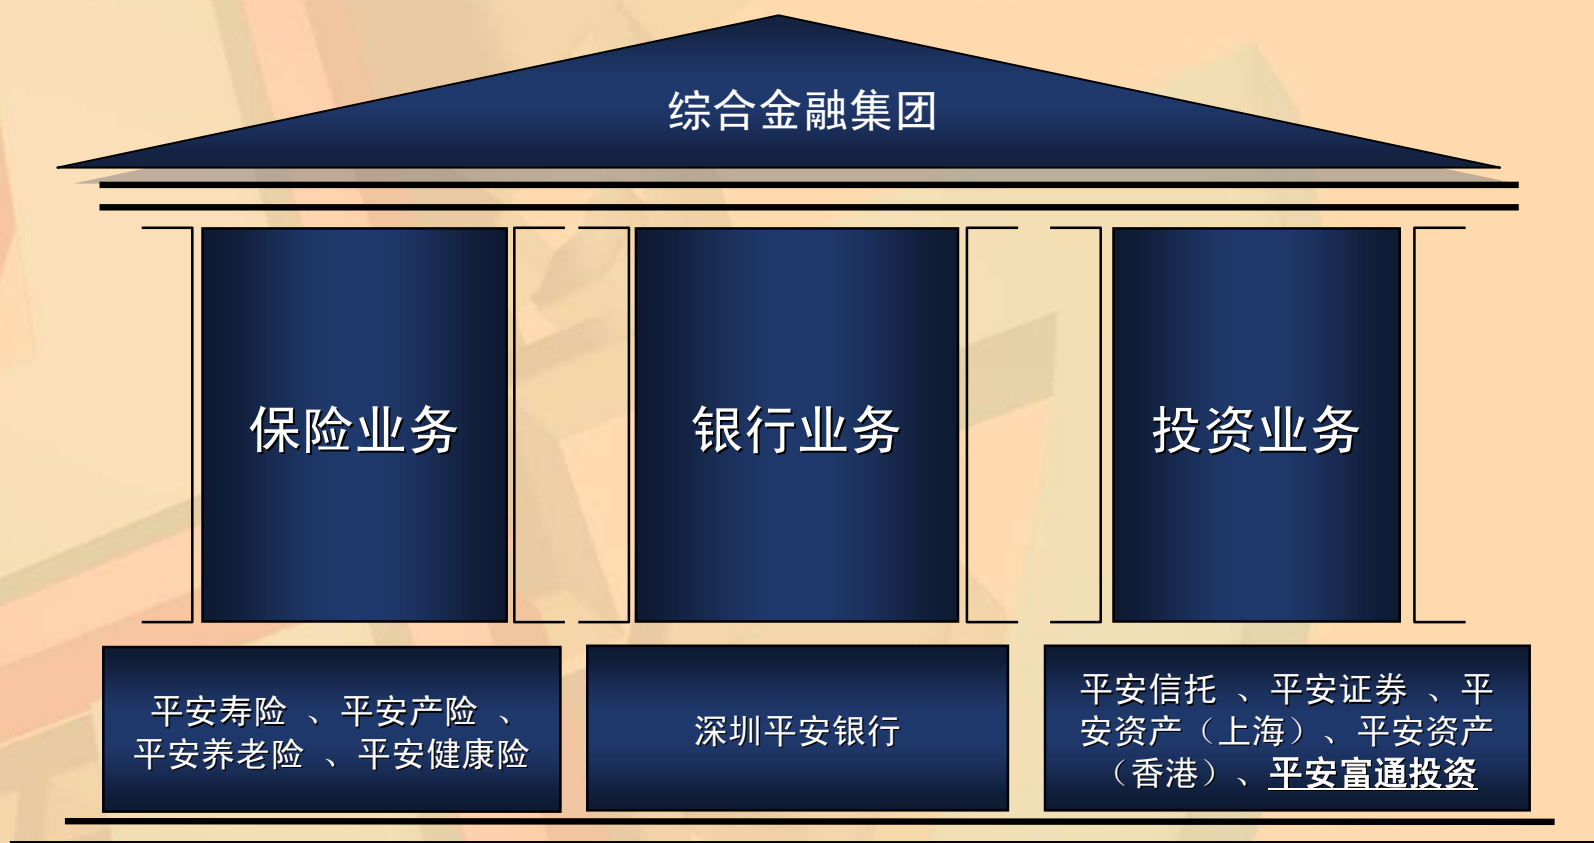 综合金融集团
保险业务
银行业务
投资业务
平安寿险 、平安产险 、
平安养老险 、平安健康险
深圳平安银行
平安信托 、平安证券 、平
安资产（上海）、平安资产
（香港）、平安富通投资